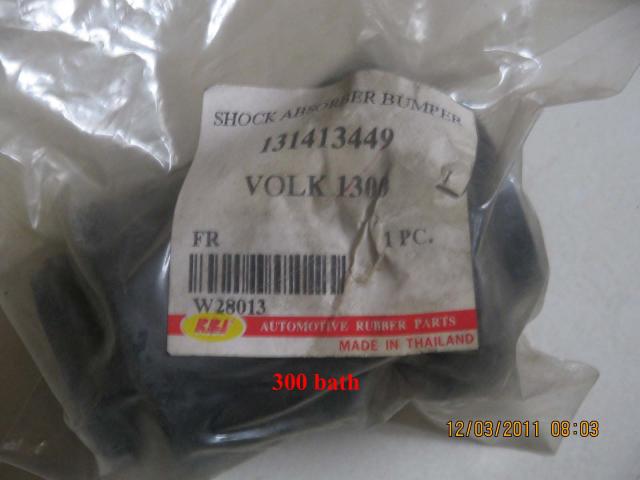 SHOCK ABSORBER BUMPER
131413449
VOLK 1300
FR 1 PC.
W28013
RBI AUTOMOTIVE RUBBER PARTS
MADE IN THAILAND
300 bath
12/03/2011 08:03